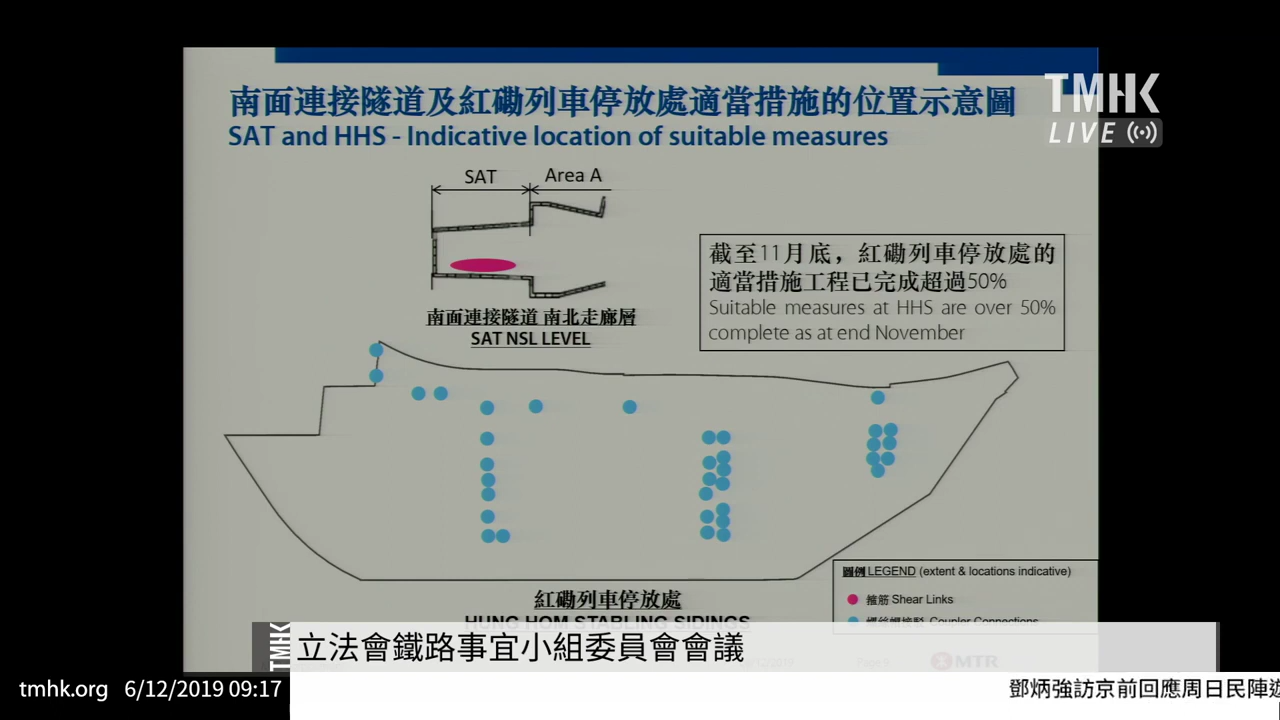 南面連接隧道及紅磡列車停放處適當措施的位置示意圖
SAT and HHS - Indicative location of suitable measures
TMHK
LIVE
SAT
Area A
南面連接隧道 南北走廊層
SAT NSL LEVEL
截至11月底，紅磡列車停放處的
適當措施工程已完成超過50%
Suitable measures at HHS are over 50%
complete as at end November
圖例 LEGEND (extent & locations indicative)
箍筋 Shear Links
Coupler Connections
紅磡列車停放處
HUNG HOM STABLING SIDINGS
MTR
TMHK
立法會鐵路事宜小組委員會會議
tmhk.org 6/12/2019 09:17
鄧炳強訪京前回應周日民陣遊